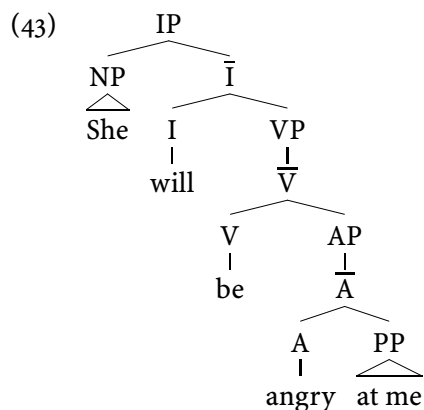 (43) IP
NP Ī
She I VP
will V̄
V AP
be Ā
A PP
angry at me